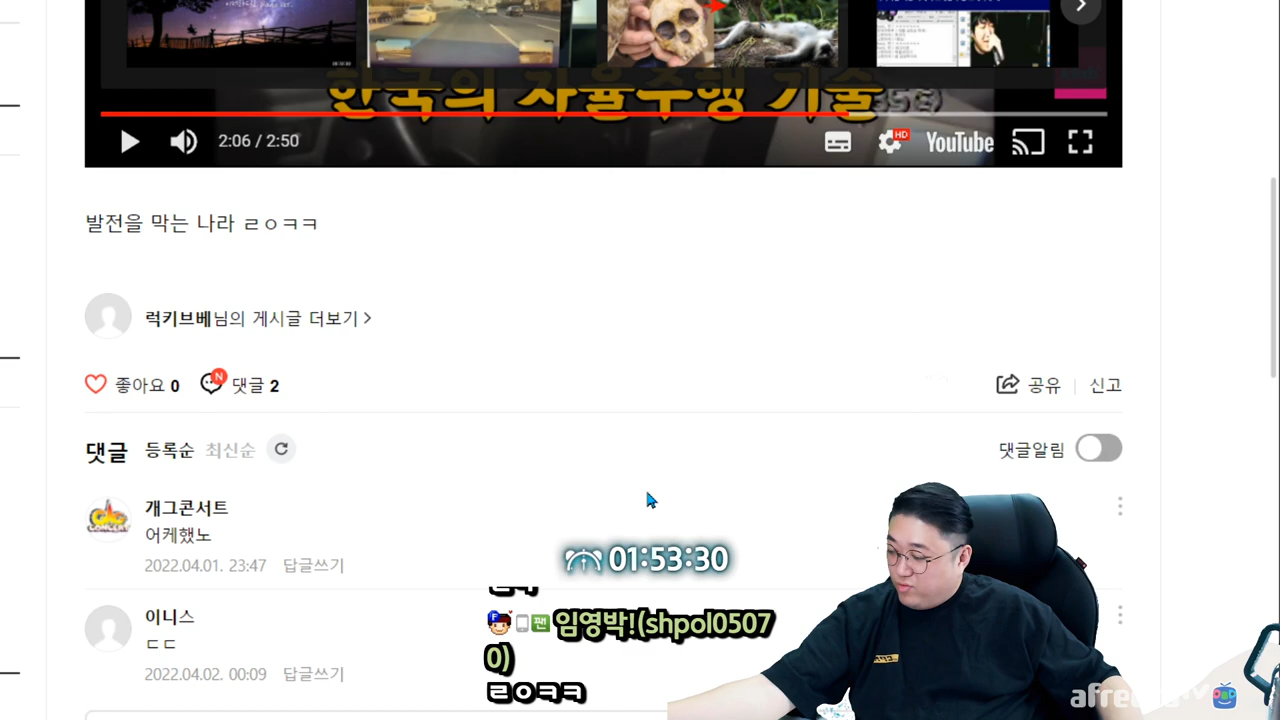 한국의 자율주행 기술
2:06 / 2:50
HD
YouTube
발전을 막는 나라 ㄹㅇㅋㅋ
럭키브베님의 게시글 더보기 >
좋아요 0
N
댓글 2
공유
신고
댓글
등록순
최신순
댓글알림
개그콘서트
어케했노
2022.04.01. 23:47 답글쓰기
01:53:30
이니스
ㄷㄷ
2022.04.02. 00:09 답글쓰기
F
팬
임영박!(shpol0507
0)
ㄹㅇㅋㅋ